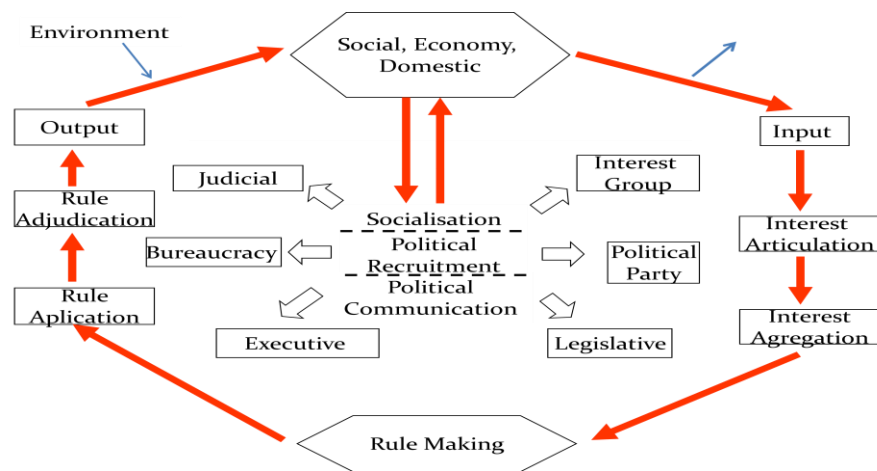 Environment
Social, Economy,
Domestic
Output
Input
Judicial
Interest
Group
Rule
Adjudication
Socialisation
Interest
Articulation
Bureaucracy
Political
Recruitment
Political
Party
Rule
Aplication
Political
Communication
Interest
Agregation
Executive
Legislative
Rule Making